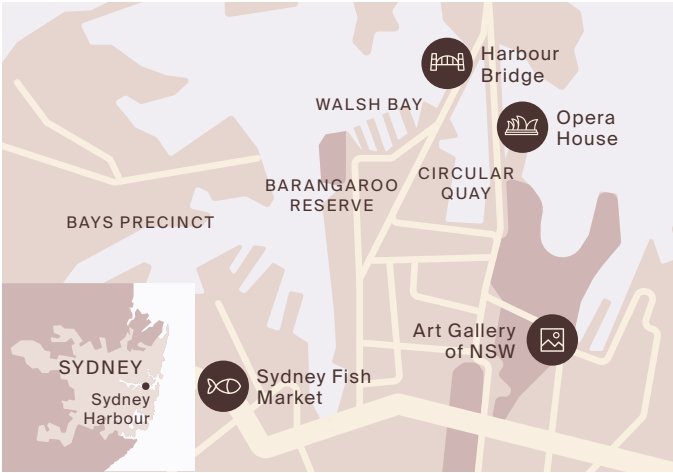 Harbour
Bridge
WALSH BAY
Opera
House
BARANGAROO
RESERVE
CIRCULAR
QUAY
BAYS PRECINCT
Art Gallery
of NSW
SYDNEY
Sydney
Harbour
Sydney Fish
Market